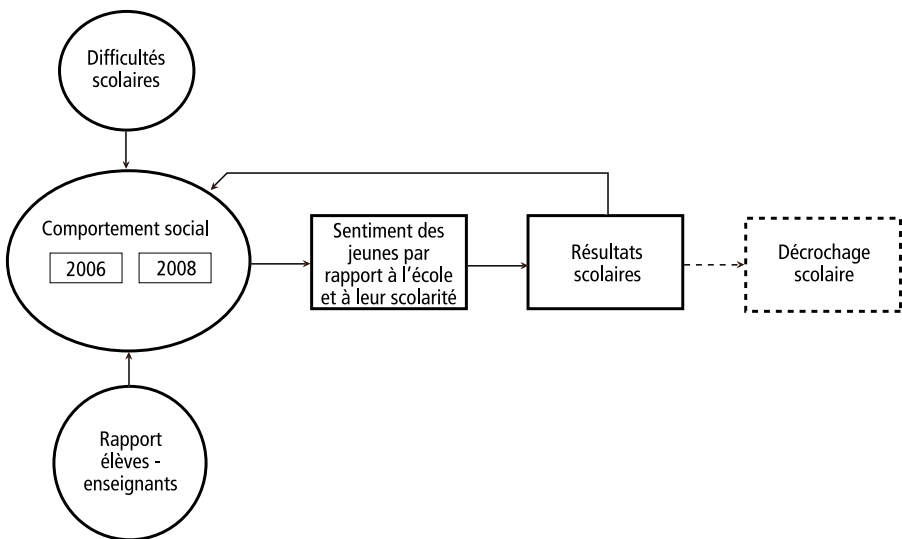 Difficultés
scolaires
Comportement social
2006 2008
Sentiment des
jeunes par
rapport à l'école
et à leur scolarité
Résultats
scolaires
Décrochage
scolaire
Rapport
élèves -
enseignants